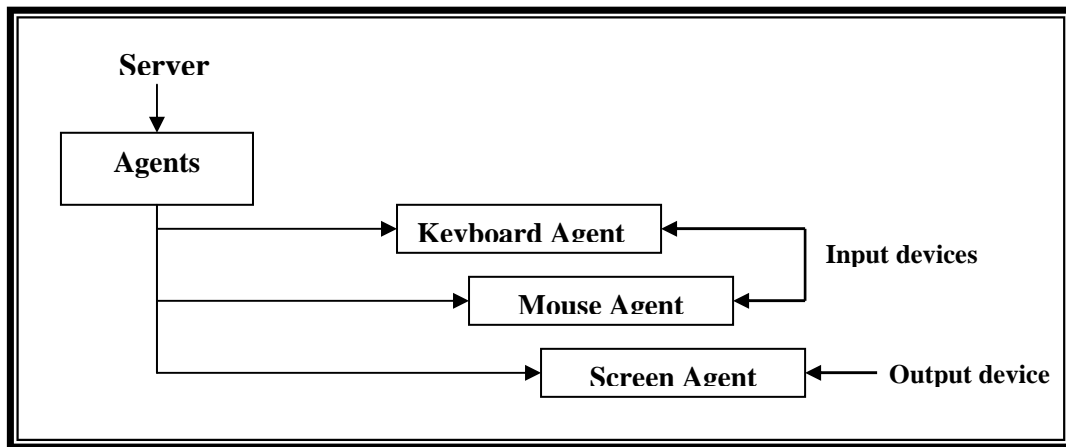 Server
Agents
Keyboard Agent
Input devices
Mouse Agent
Screen Agent
Output device